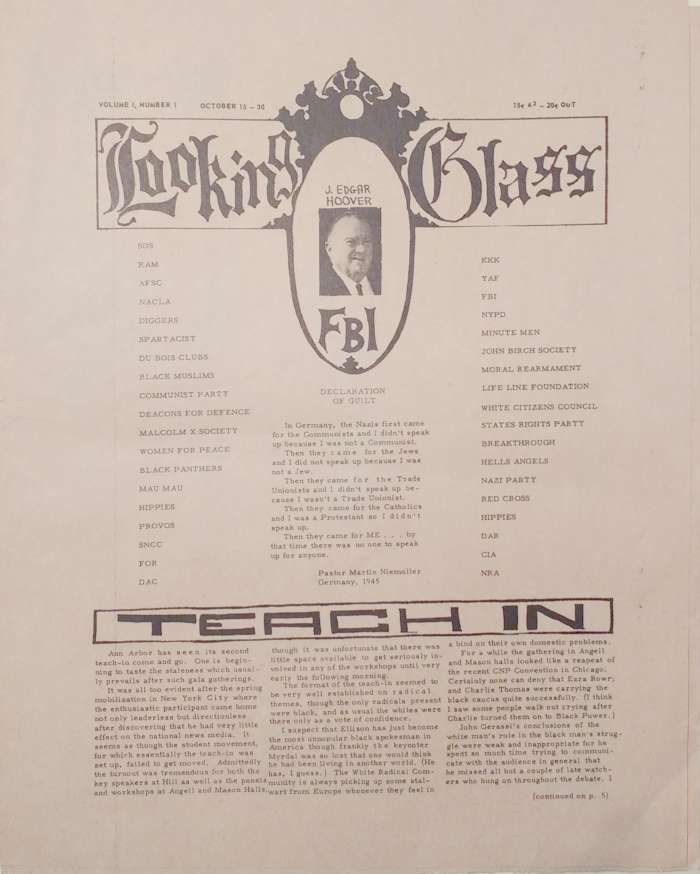 VOLUME I, NUMBER 1 OCTOBER 15 - 30
15¢ A² - 20¢ OUT
THE
Looking Glass
J. EDGAR
HOOVER
FBI
SDS
RAM
AFSC
NACLA
DIGGERS
SPARTACIST
DU BOIS CLUBS
BLACK MUSLIMS
COMMUNIST PARTY
DEACONS FOR DEFENCE
MALCOLM X SOCIETY
WOMEN FOR PEACE
BLACK PANTHERS
MAU MAU
HIPPIES
PROVOS
SNCC
FOR
DAC
DECLARATION
OF GUILT
In Germany, the Nazis first came
for the Communists and I didn't speak
up because I was not a Communist.
Then they came for the Jews
and I did not speak up because I was
not a Jew.
Then they came for the Trade
Unionists and I didn't speak up be-
cause I wasn't a Trade Unionist.
Then they came for the Catholics
and I was a Protestant so I didn't
speak up.
Then they came for ME . . . by
that time there was no one to speak
up for anyone.
Pastor Martin Niemoller
Germany, 1945
KKK
YAF
FBI
NYPD
MINUTE MEN
JOHN BIRCH SOCIETY
MORAL REARMAMENT
LIFE LINE FOUNDATION
WHITE CITIZENS COUNCIL
STATES RIGHTS PARTY
BREAKTHROUGH
HELLS ANGELS
NAZI PARTY
RED CROSS
HIPPIES
DAR
CIA
NRA
TEACH IN
Ann Arbor has seen its second
teach-in come and go. One is begin-
ning to taste the staleness which usual-
ly prevails after such gala gatherings.
It was all too evident after the spring
mobilization in New York City where
the enthusiastic participant came home
not only leaderless but directionless
after discovering that he had very little
effect on the national news media. It
seems as though the student movement,
for which essentially the teach-in was
set up, failed to get moved. Admittedly
the turnout was tremendous for both the
key speakers at Hill as well as the panels
and workshops at Angell and Mason Halls,
though it was unfortunate that there was
little space available to get seriously in-
volved in any of the workshops until very
early the following morning.
The format of the teach-in seemed to
be very well established on radical
themes, though the only radicals present
were black, and as usual the whites were
there only as a vote of confidence.
I suspect that Ellison has just become
the most unpopular black spokesman in
America though frankly the keynoter
Myrdal was so lost that one would think
he had been living in another world. (He
has, I guess.) The White Radical Com-
munity is always picking up some stal-
wart from Europe whenever they feel in
a bind on their own domestic problems.
For a while the gathering in Angell
and Mason halls looked like a repeat of
the recent CNP Convention in Chicago.
Certainly none can deny that Ezra Rowry
and Charlie Thomas were carrying the
black caucus quite successfully. (I think
I saw some people walk out crying after
Charlie turned them on to Black Power.)
John Gerassi's conclusions of the
white man's role in the black man's strug-
gle were weak and inappropriate for he
spent so much time trying to communi-
cate with the audience in general that
he missed all but a couple of late watch-
ers who hung on throughout the debate. I
(continued on p. 5)